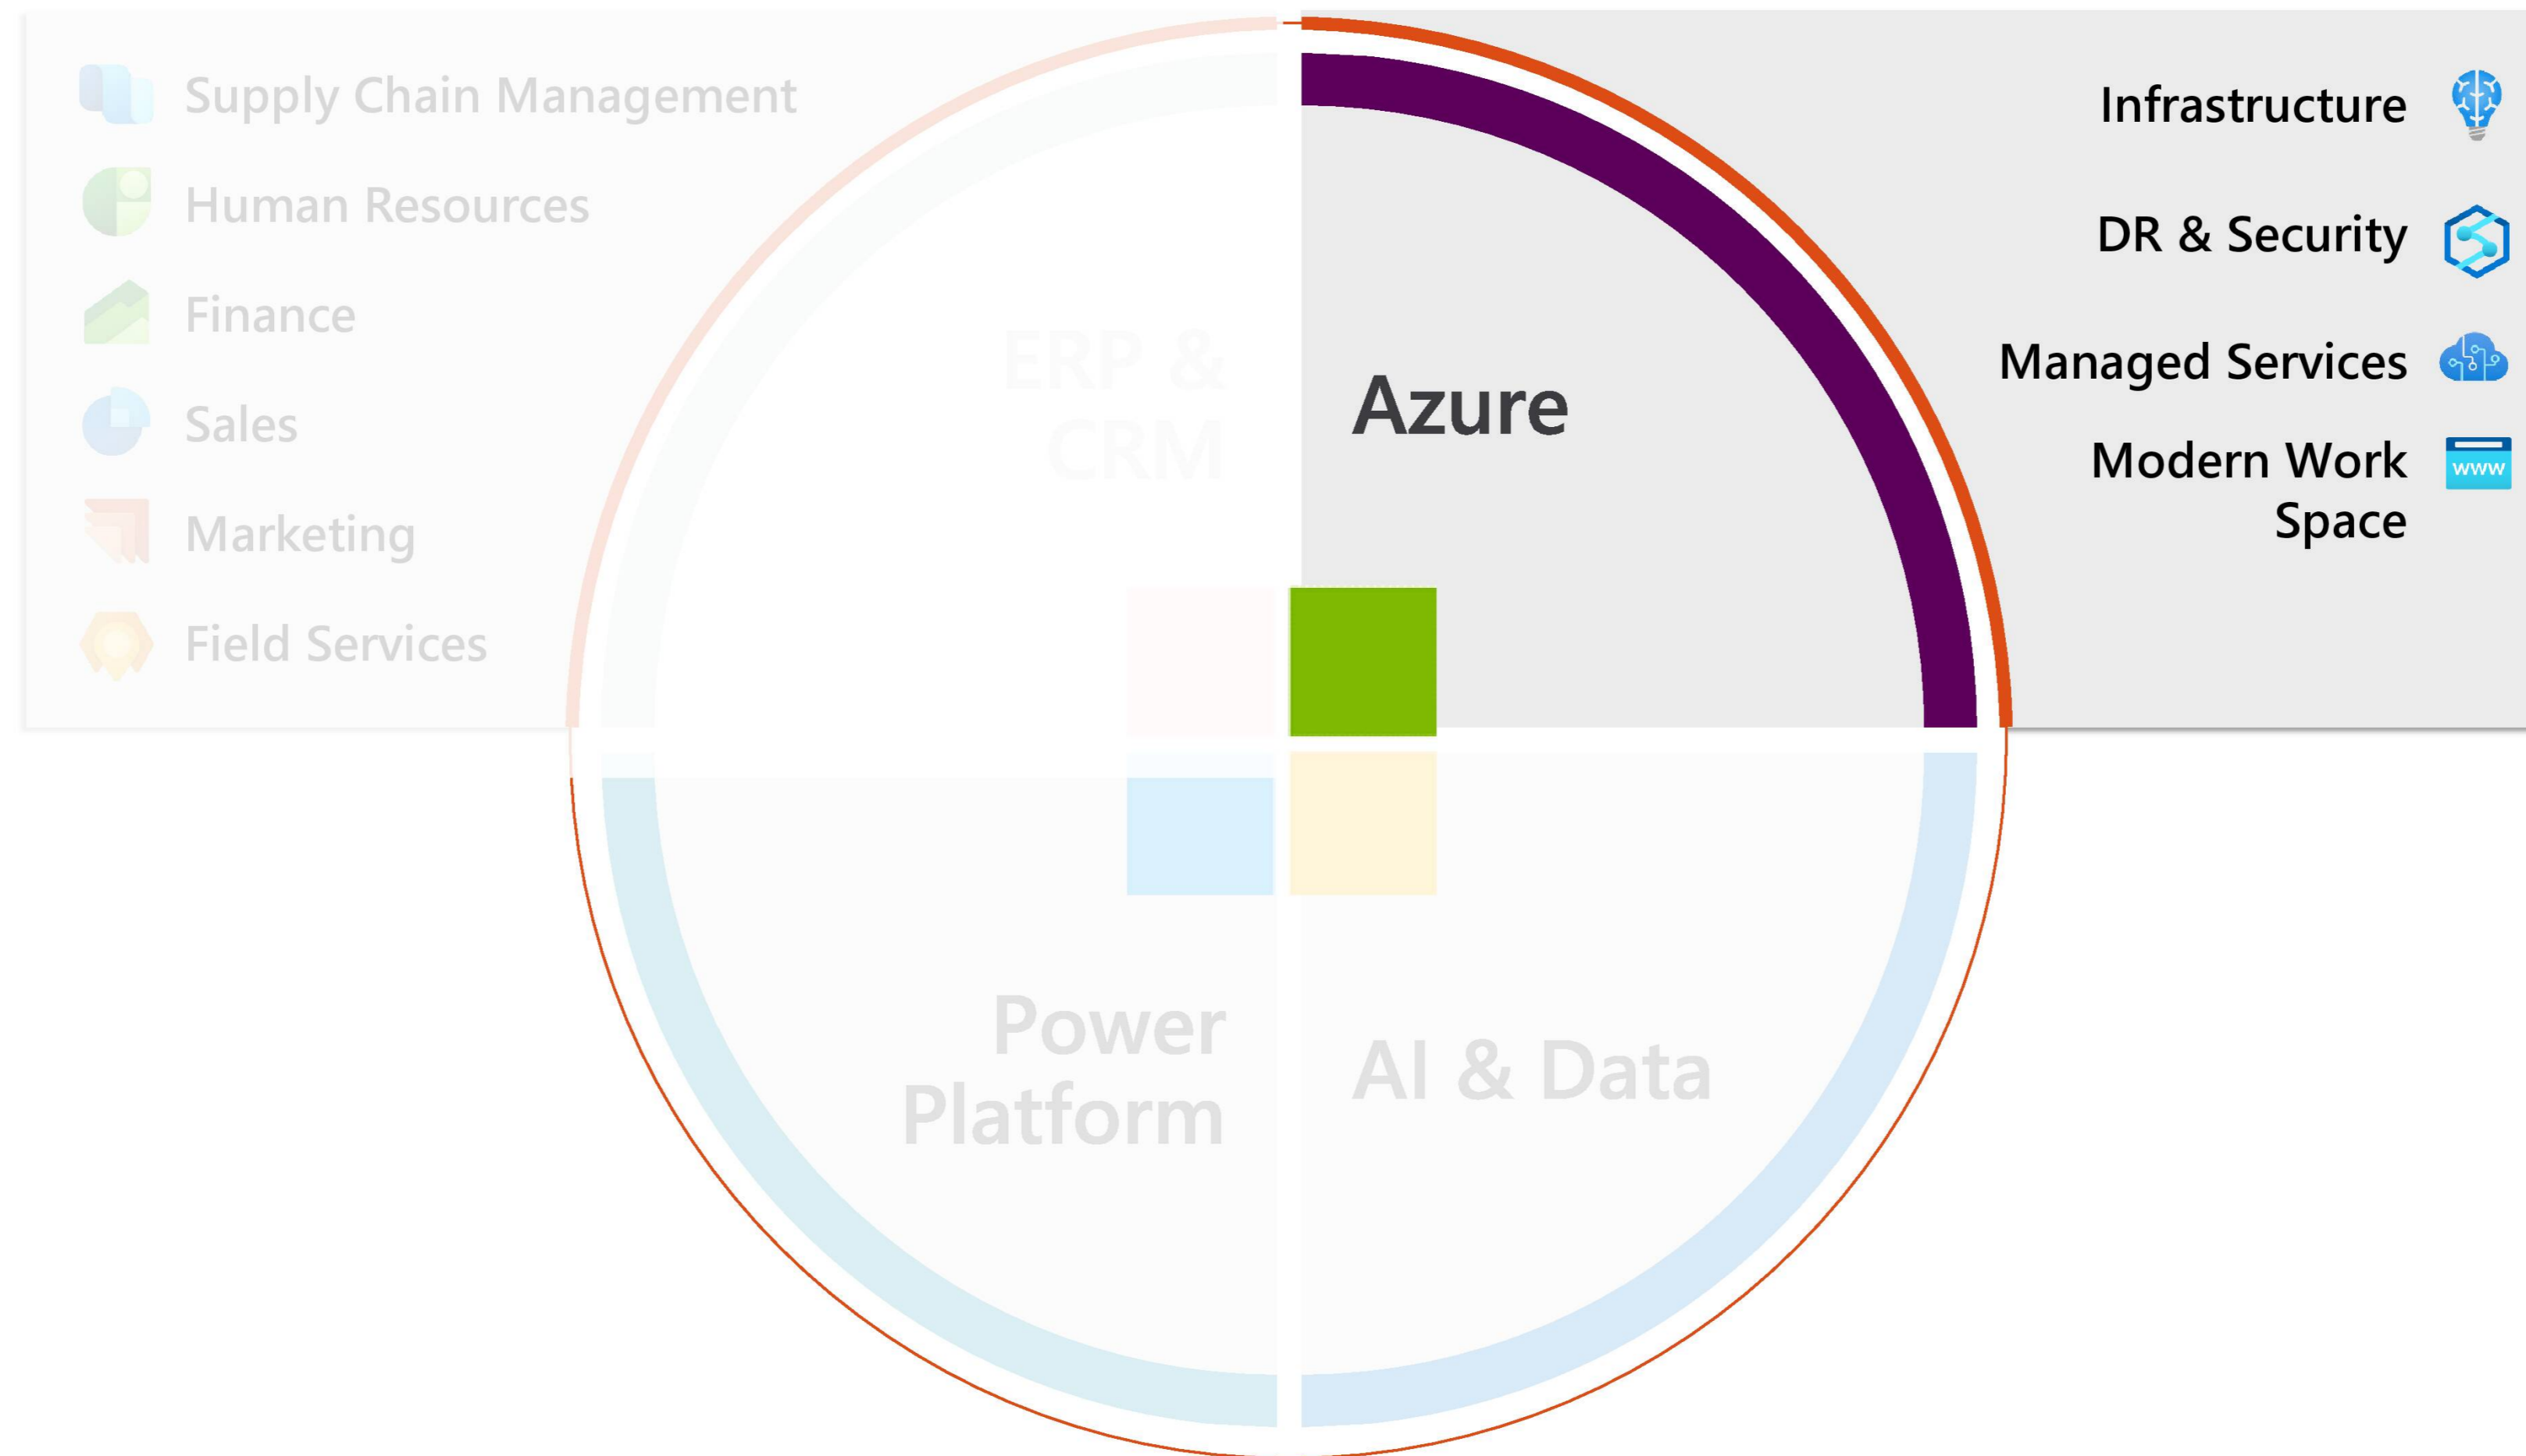 Supply Chain Management
Human Resources
Finance
Sales
Marketing
Field Services
ERP &
CRM
Azure
Infrastructure
DR & Security
Managed Services
Modern Work
Space
www
Power
Platform
AI & Data